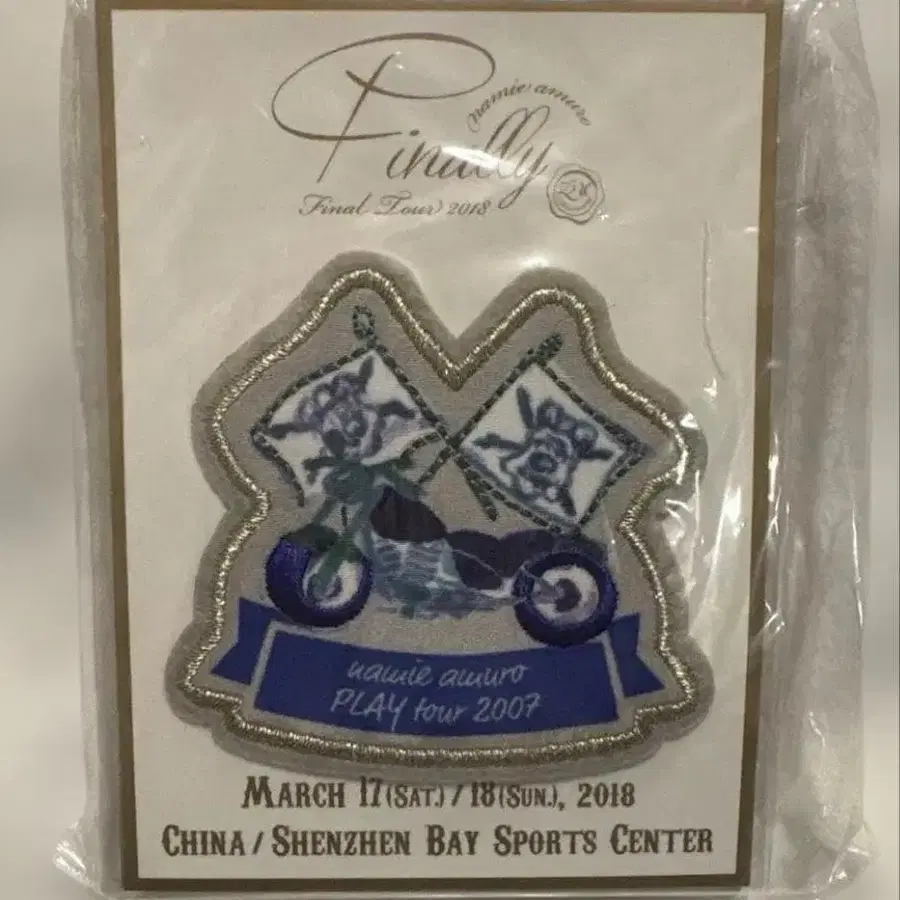 namie amuro
Finally
Final Tour 2018
namie amuro
PLAY tour 2007
MARCH 17(SAT.) / 18(SUN.), 2018
CHINA / SHENZHEN BAY SPORTS CENTER